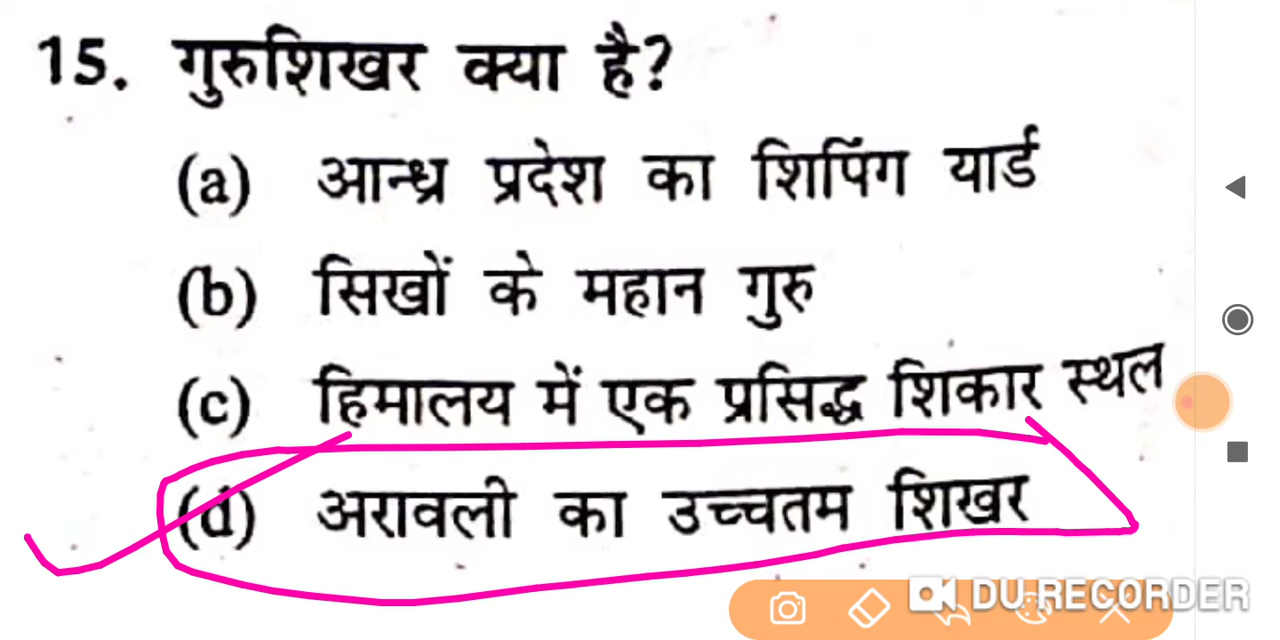 15. गुरुशिखर क्या है?
(a) आन्ध्र प्रदेश का शिपिंग यार्ड
(b) सिखों के महान गुरु
(c) हिमालय में एक प्रसिद्ध शिकार स्थल
(d) अरावली का उच्चतम शिखर
DU RECORDER